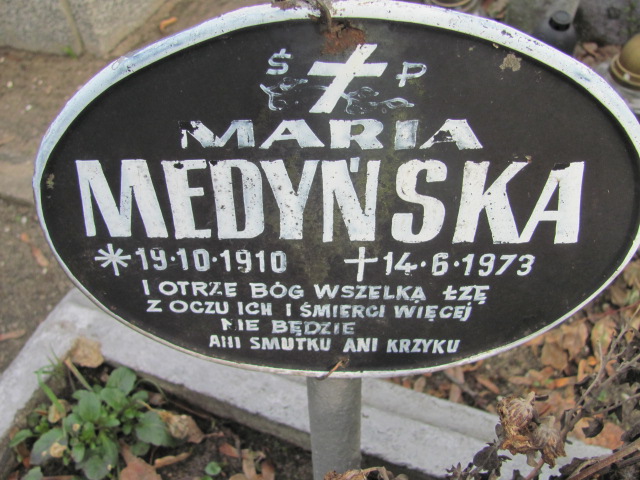 Ś P
MARIA
MEDYŃSKA
*19·10·1910 †14·6·1973
I OTRZE BÓG WSZELKĄ ŁZĘ
Z OCZU ICH I ŚMIERCI WIĘCEJ
NIE BĘDZIE
ANI SMUTKU ANI KRZYKU